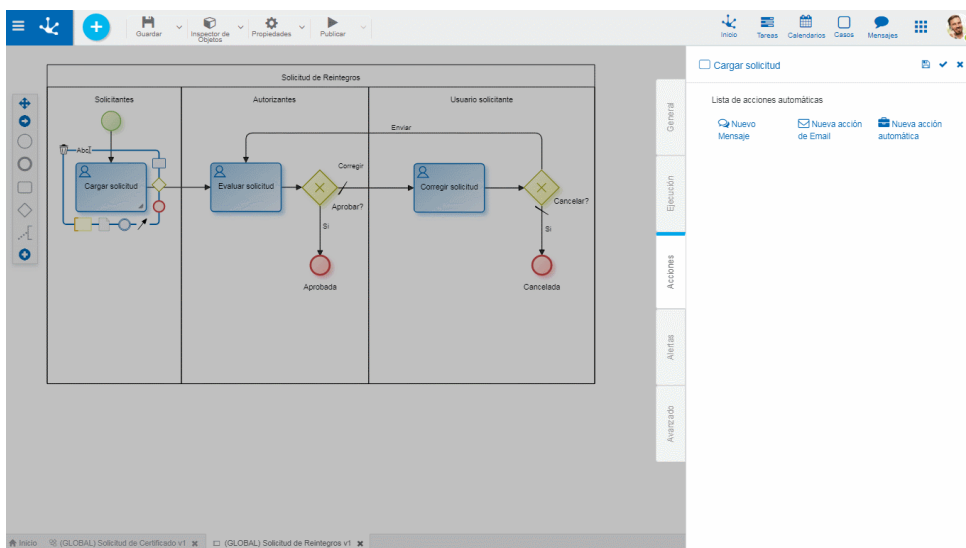 Guardar
Inspector de
Objetos
Propiedades
Publicar
Inicio
Tareas
Calendarios
Casos
Mensajes
Solicitud de Reintegros
Solicitantes
Autorizantes
Usuario solicitante
Enviar
Abc
Corregir
Cargar solicitud
Evaluar solicitud
Corregir solicitud
Aprobar?
Cancelar?
Si
Si
Aprobada
Cancelada
General
Ejecución
Acciones
Alertas
Avanzado
Cargar solicitud
Lista de acciones automáticas
Nuevo
Mensaje
Nueva acción
de Email
Nueva acción
automática
Inicio
(GLOBAL) Solicitud de Certificado v1
(GLOBAL) Solicitud de Reintegros v1